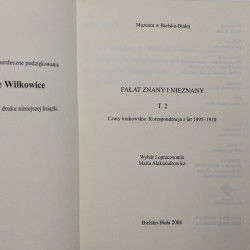 serdeczne podziękowania
e Wilkowice
druku niniejszej książki
Muzeum w Bielsku-Białej
FAŁAT ZNANY I NIEZNANY
T. 2
Czasy krakowskie. Korespondencja z lat 1895-1910
Wybór i opracowanie
Maria Aleksandrowicz
Bielsko-Biała 2008